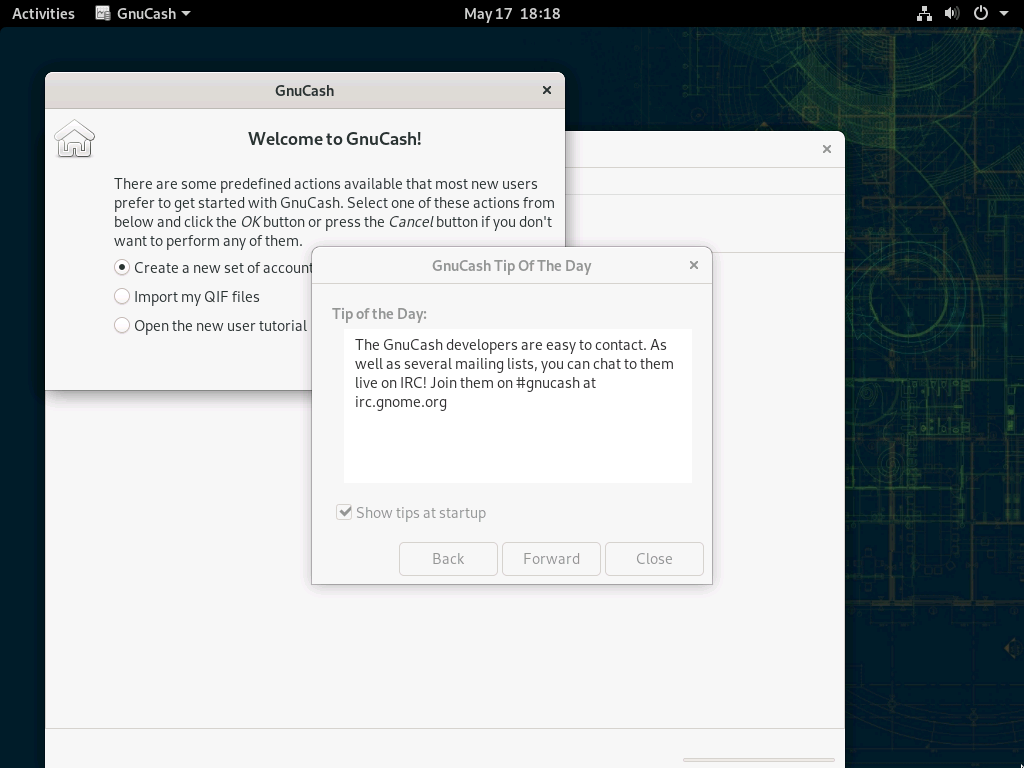 Activities GnuCash May 17 18:18
GnuCash
Welcome to GnuCash!
There are some predefined actions available that most new users
prefer to get started with GnuCash. Select one of these actions from
below and click the OK button or press the Cancel button if you don't
want to perform any of them.
Create a new set of account
Import my QIF files
Open the new user tutorial
GnuCash Tip Of The Day
Tip of the Day:
The GnuCash developers are easy to contact. As
well as several mailing lists, you can chat to them
live on IRC! Join them on #gnucash at
irc.gnome.org
Show tips at startup
Back Forward Close